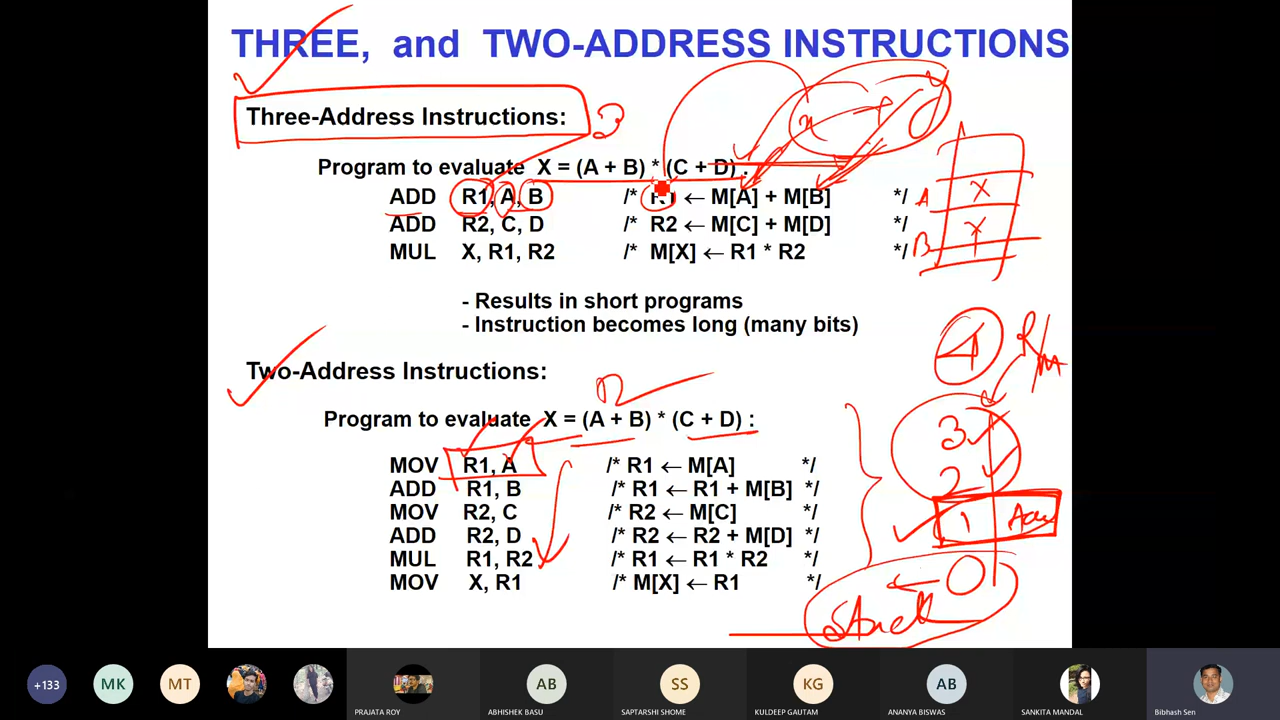 THREE, and TWO-ADDRESS INSTRUCTIONS
Three-Address Instructions:
3
x + y
Program to evaluate X = (A + B) * (C + D) :
ADD R1, A, B /* R1 ← M[A] + M[B] */
ADD R2, C, D /* R2 ← M[C] + M[D] */
MUL X, R1, R2 /* M[X] ← R1 * R2 */
A X
B Y
- Results in short programs
- Instruction becomes long (many bits)
4 R/M
Two-Address Instructions:
2
Program to evaluate X = (A + B) * (C + D) :
MOV R1, A /* R1 ← M[A] */
ADD R1, B /* R1 ← R1 + M[B] */
MOV R2, C /* R2 ← M[C] */
ADD R2, D /* R2 ← R2 + M[D] */
MUL R1, R2 /* R1 ← R1 * R2 */
MOV X, R1 /* M[X] ← R1 */
3
2
1
0
Stack
+133 MK MT AB SS KG AB
PRAJATA ROY ABHISHEK BASU SAPTARSHI SHOME KULDEEP GAUTAM ANANYA BISWAS SANKITA MANDAL Bibhash Sen